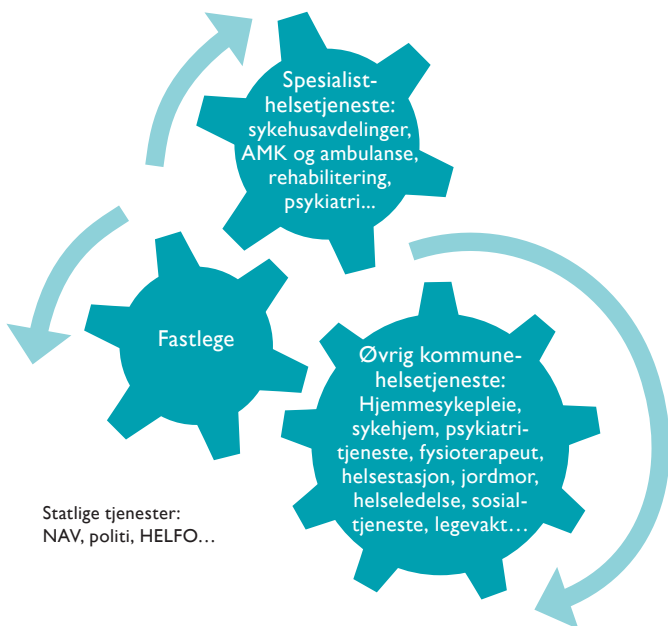 Spesialist-
helsetjeneste:
sykehusavdelinger,
AMK og ambulanse,
rehabilitering,
psykiatri...
Fastlege
Øvrig kommune-
helsetjeneste:
Hjemmesykepleie,
sykehjem, psykiatri-
tjeneste, fysioterapeut,
helsestasjon, jordmor,
helseledelse, sosial-
tjeneste, legevakt…
Statlige tjenester:
NAV, politi, HELFO…